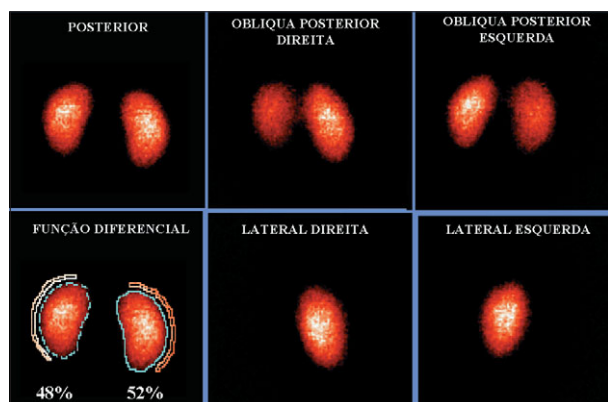 POSTERIOR
OBLIQUA POSTERIOR
DIREITA
OBLIQUA POSTERIOR
ESQUERDA
FUNÇÃO DIFERENCIAL
48% 52%
LATERAL DIREITA
LATERAL ESQUERDA